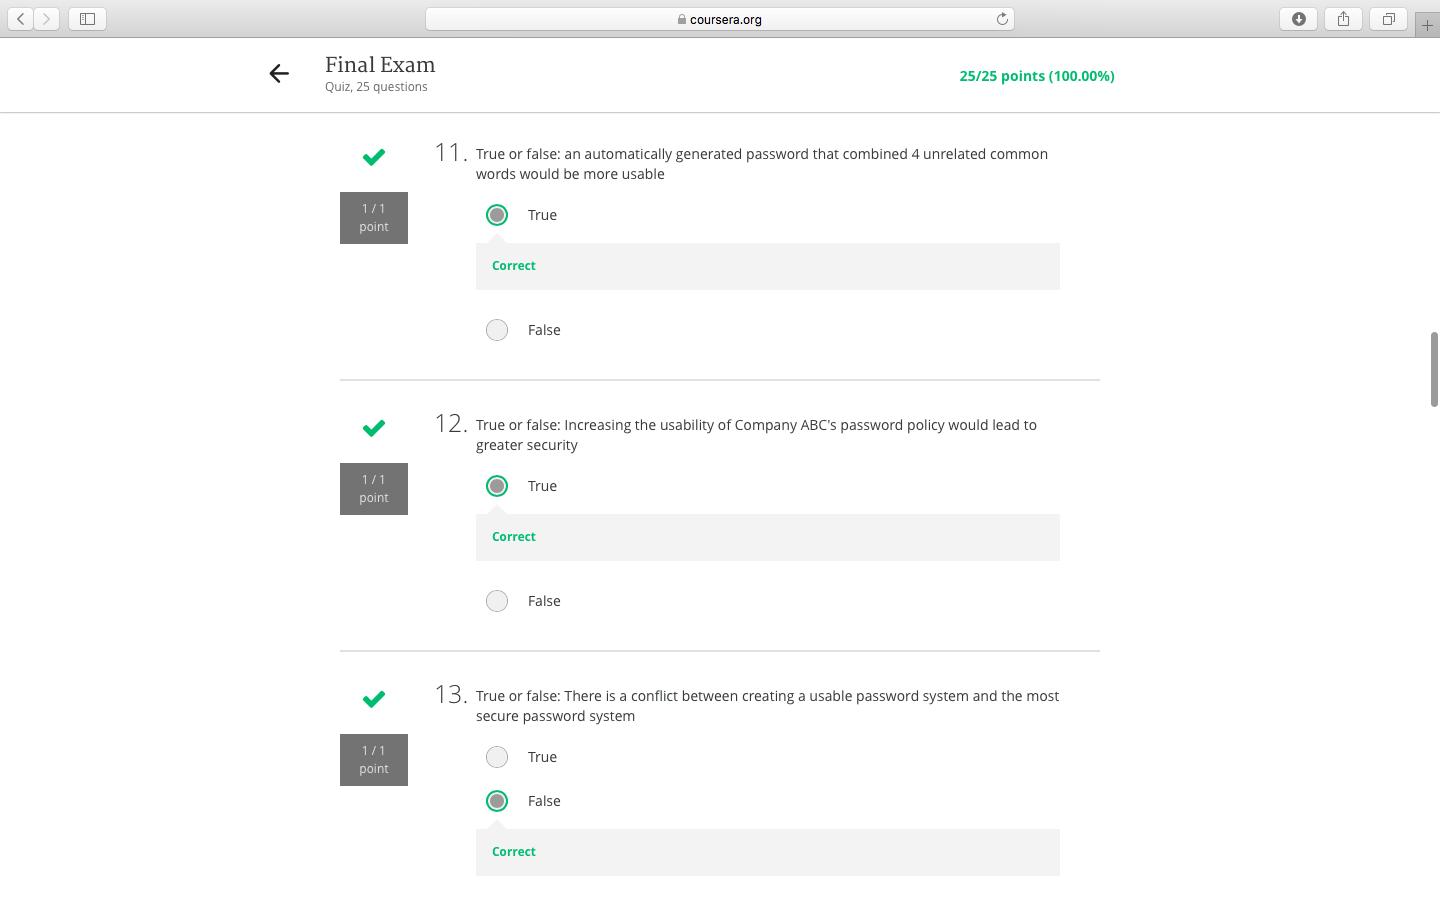 coursera.org
Final Exam
Quiz, 25 questions
25/25 points (100.00%)
11. True or false: an automatically generated password that combined 4 unrelated common
words would be more usable
1 / 1
point
True
Correct
False
12. True or false: Increasing the usability of Company ABC's password policy would lead to
greater security
1 / 1
point
True
Correct
False
13. True or false: There is a conflict between creating a usable password system and the most
secure password system
1 / 1
point
True
False
Correct